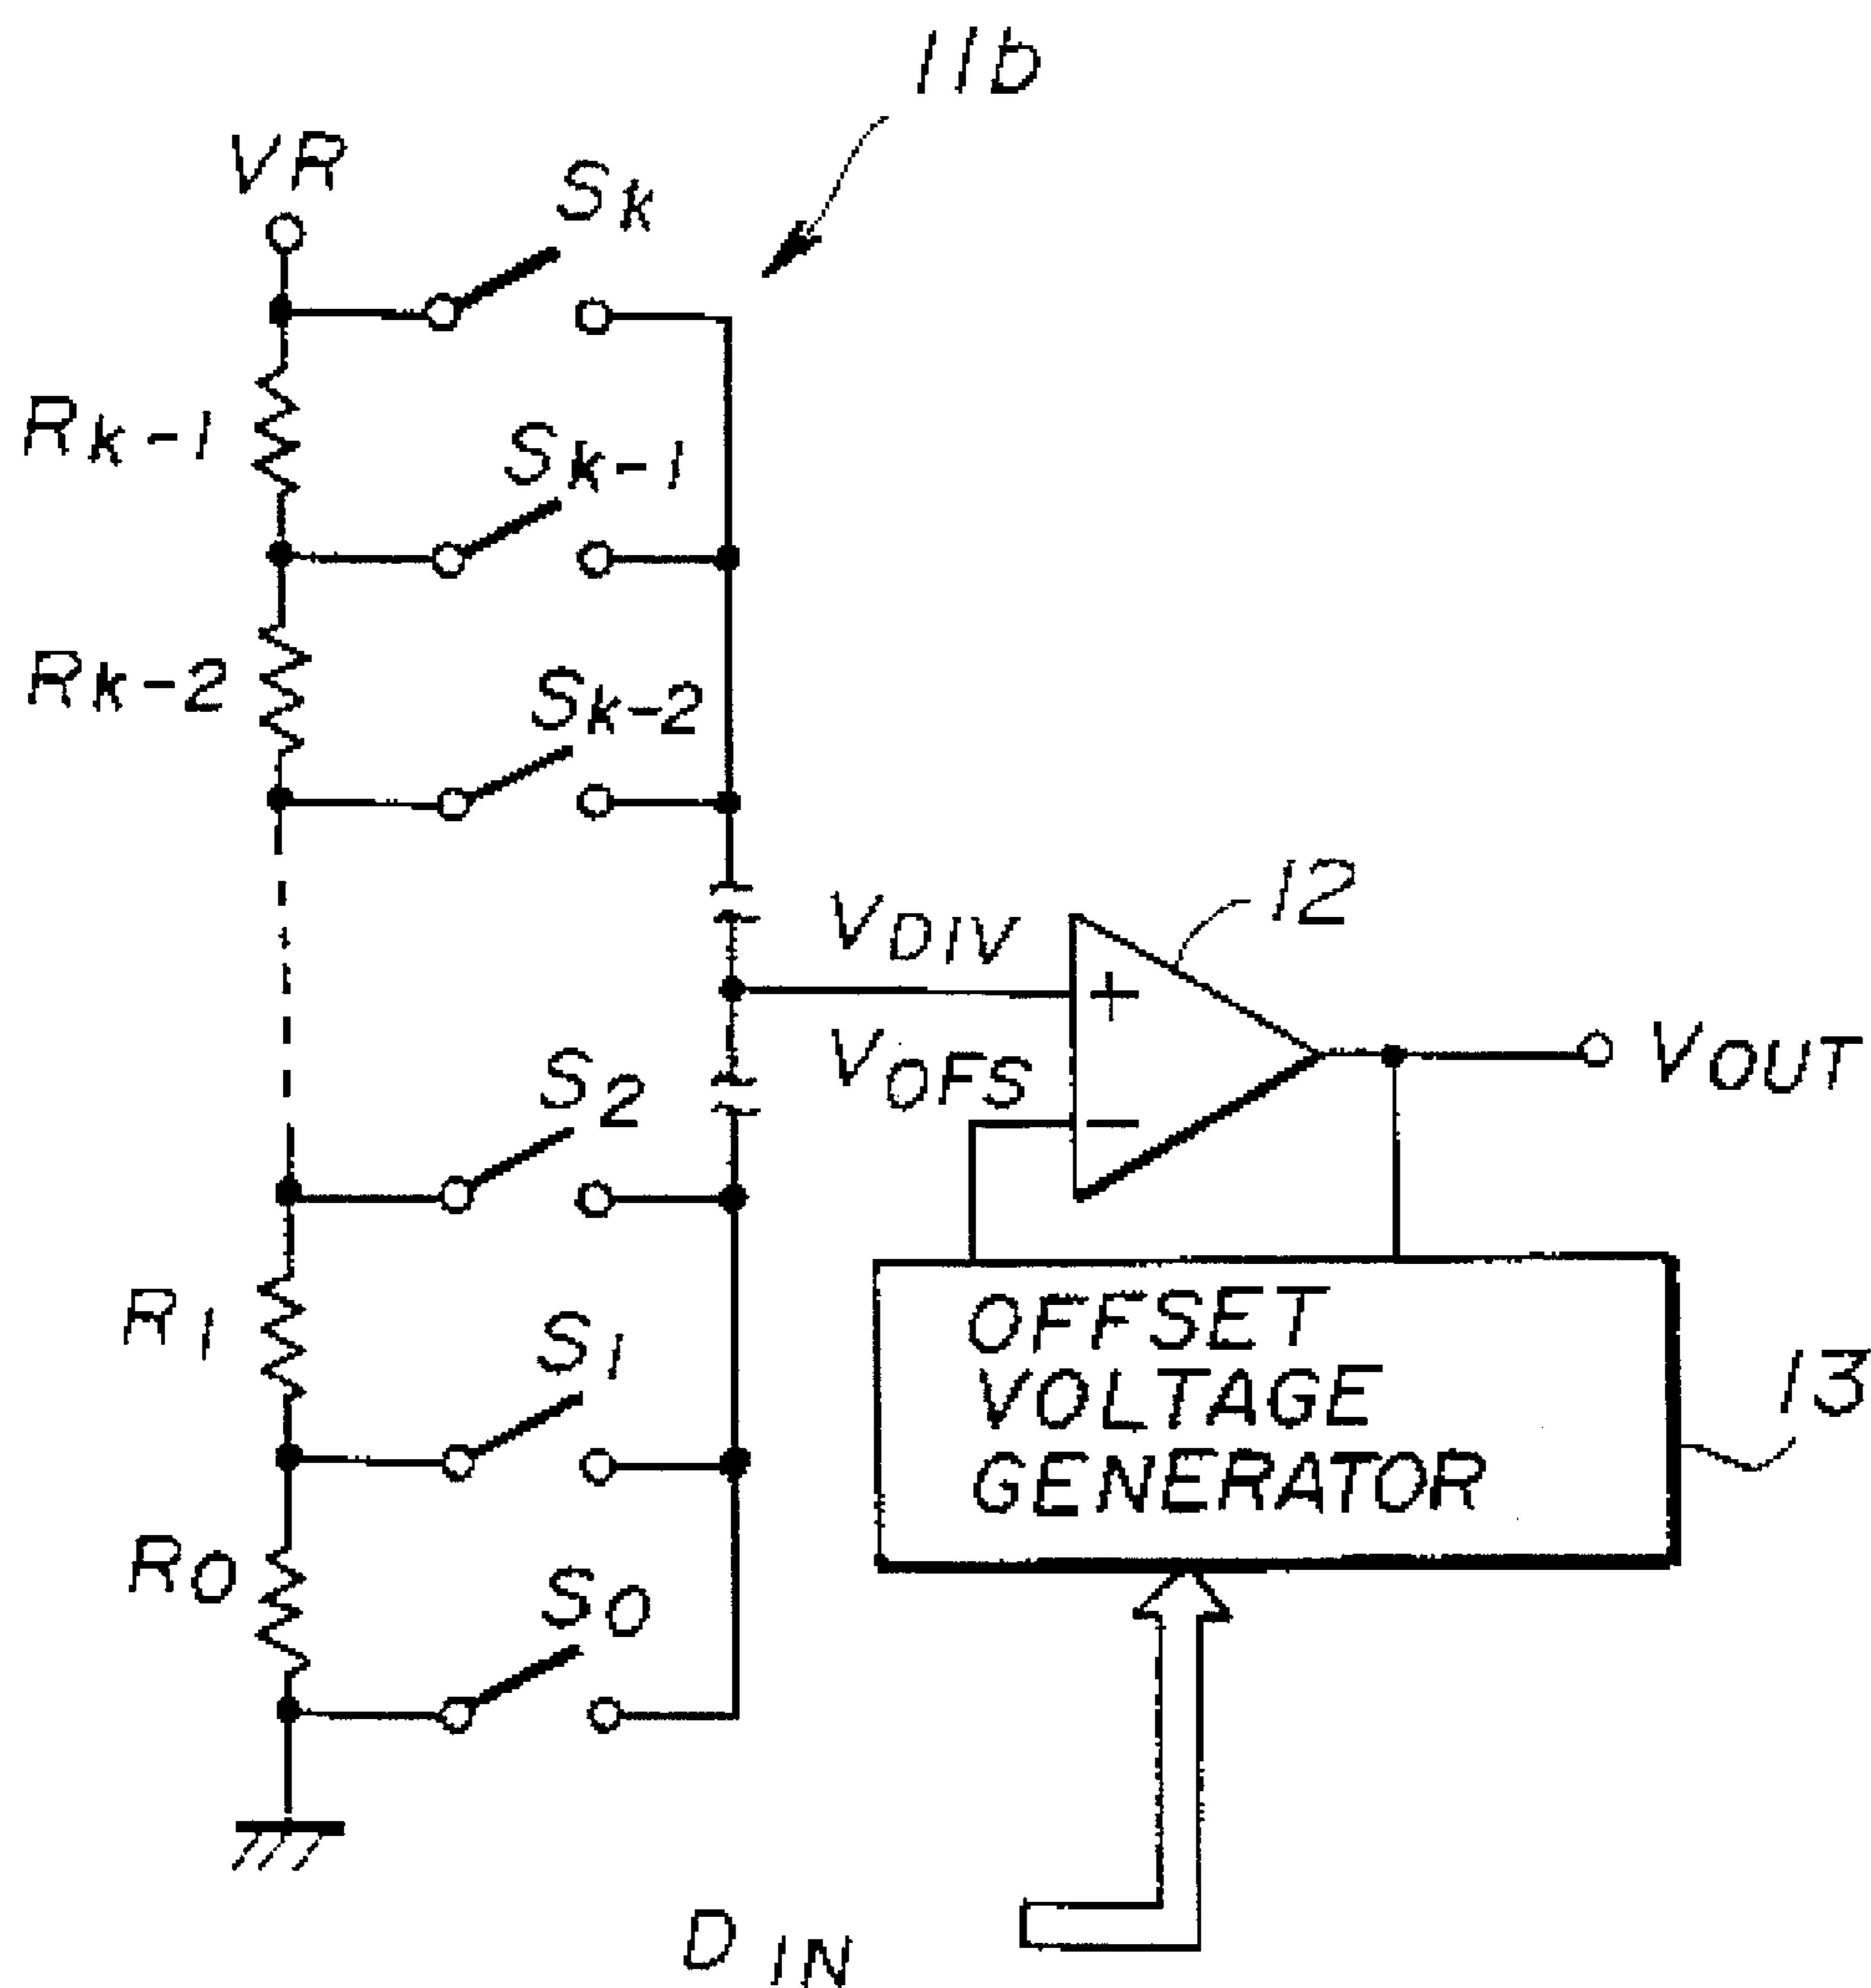 11b
VR
Sk
Rk-1
Sk-1
Rk-2
Sk-2
12
VDIV
+
VOFS
VOUT
S2
−
R1
S1
OFFSET
VOLTAGE
GENERATOR
13
R0
S0
DIN